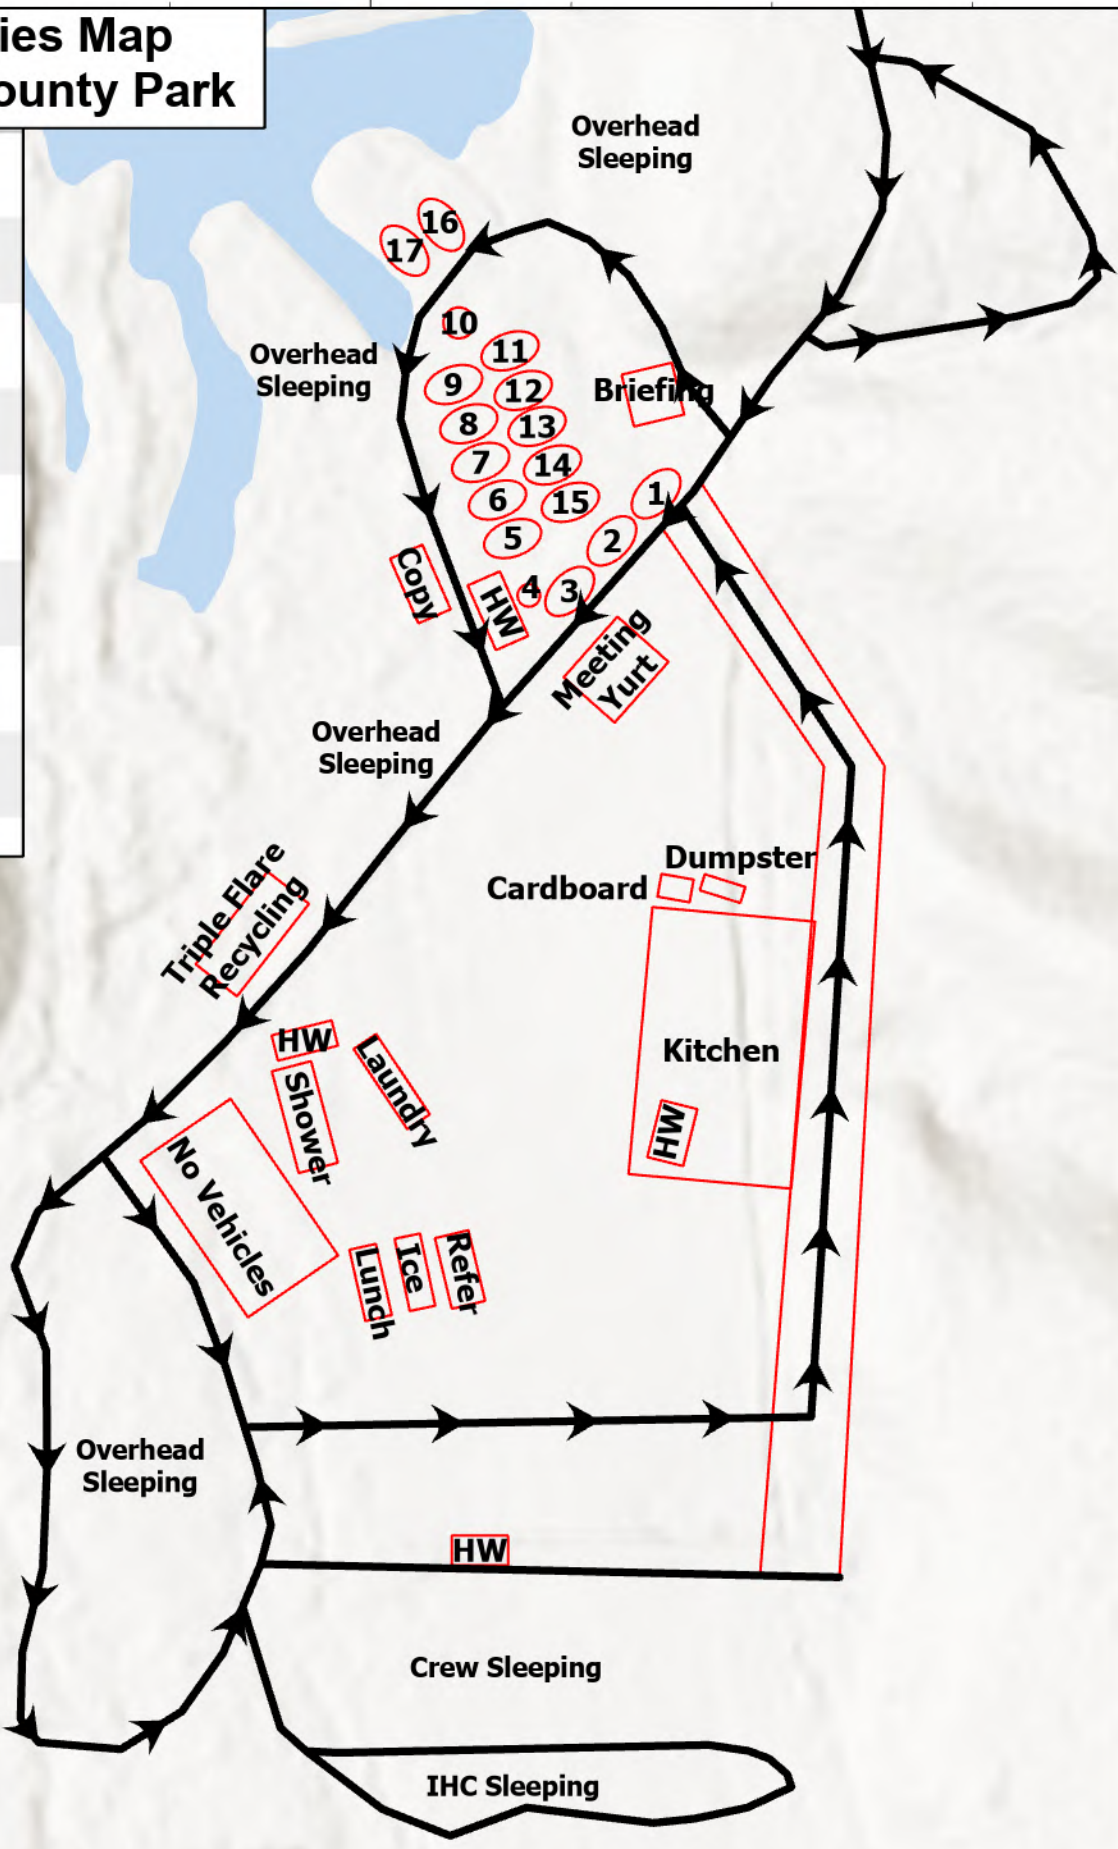 ies Map
ounty Park
Overhead
Sleeping
16
17
10
11
Overhead
Sleeping
9
12
Briefing
8
13
7
14
6
15
1
5
2
Copy
HW
4
3
Meeting
Yurt
Overhead
Sleeping
Dumpster
Cardboard
Triple Flare
Recycling
HW
Laundry
Kitchen
Shower
HW
No Vehicles
Lunch
Ice
Refer
Overhead
Sleeping
HW
Crew Sleeping
IHC Sleeping